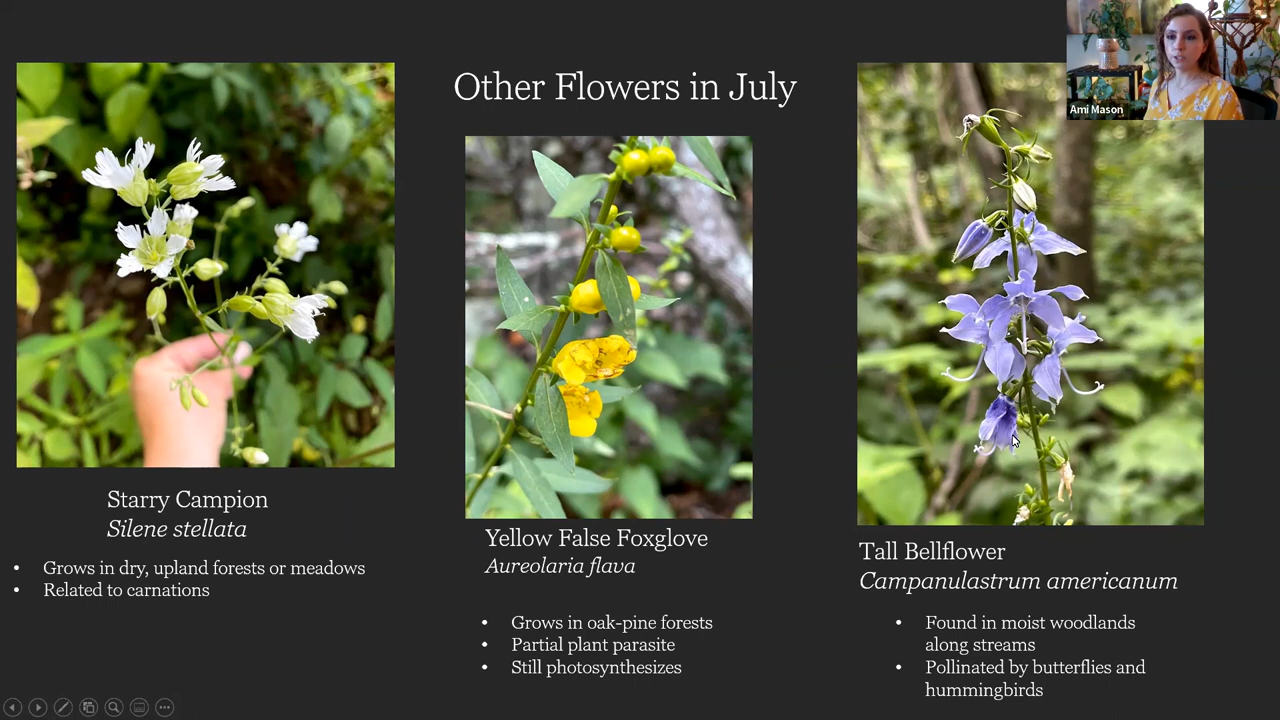 Other Flowers in July
Ami Mason
Starry Campion
Silene stellata
• Grows in dry, upland forests or meadows
• Related to carnations
Yellow False Foxglove
Aureolaria flava
• Grows in oak-pine forests
• Partial plant parasite
• Still photosynthesizes
Tall Bellflower
Campanulastrum americanum
• Found in moist woodlands
along streams
• Pollinated by butterflies and
hummingbirds